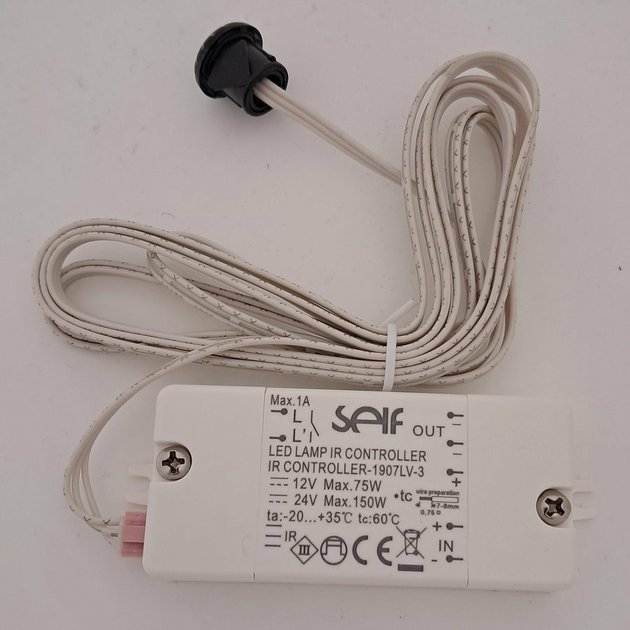 Max.1A
L
L'
self
OUT
LED LAMP IR CONTROLLER
IR CONTROLLER-1907LV-3
12V Max.75W
24V Max.150W
•tc
wire preparation
7-8mm
0.75
ta:-20...+35℃ tc:60℃
IR
III
CE
+
IN
-